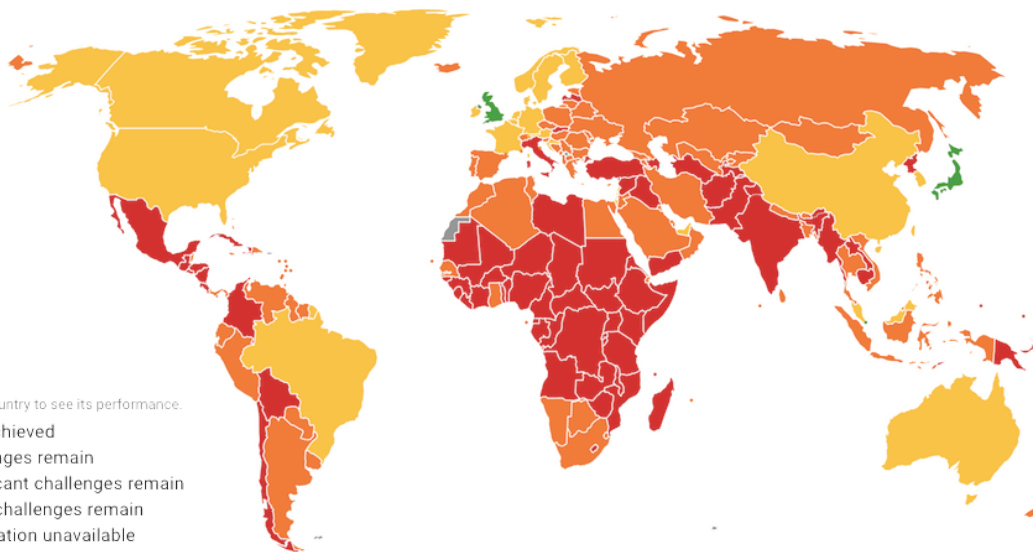 untry to see its performance.
hieved
ges remain
cant challenges remain
challenges remain
ation unavailable